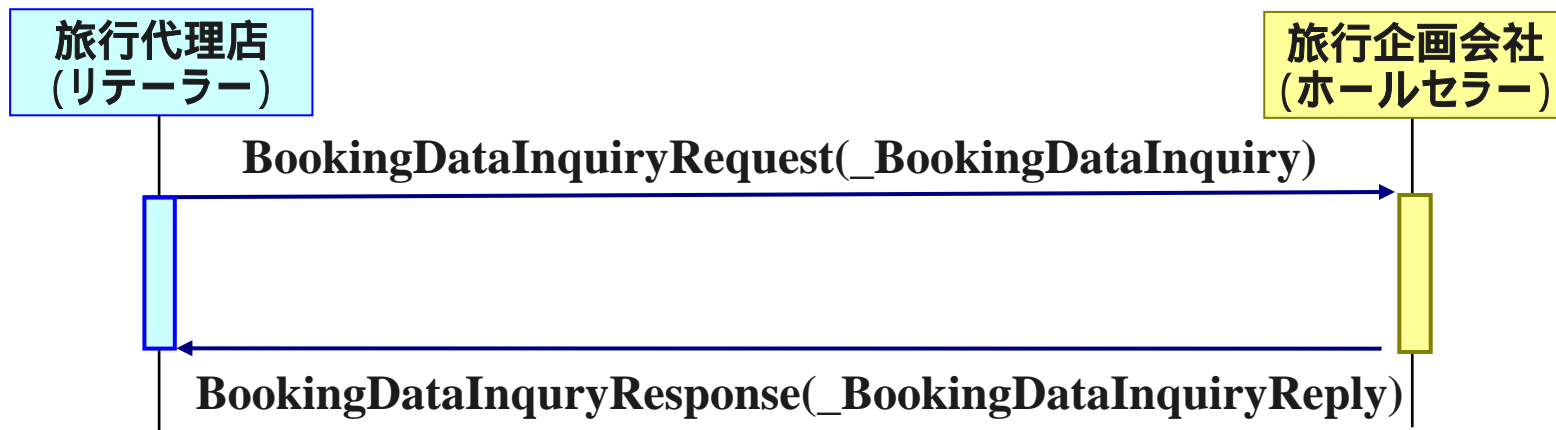 旅行代理店
(リテーラー)
旅行企画会社
(ホールセラー)
BookingDataInquiryRequest(_BookingDataInquiry)
BookingDataInquryResponse(_BookingDataInquiryReply)